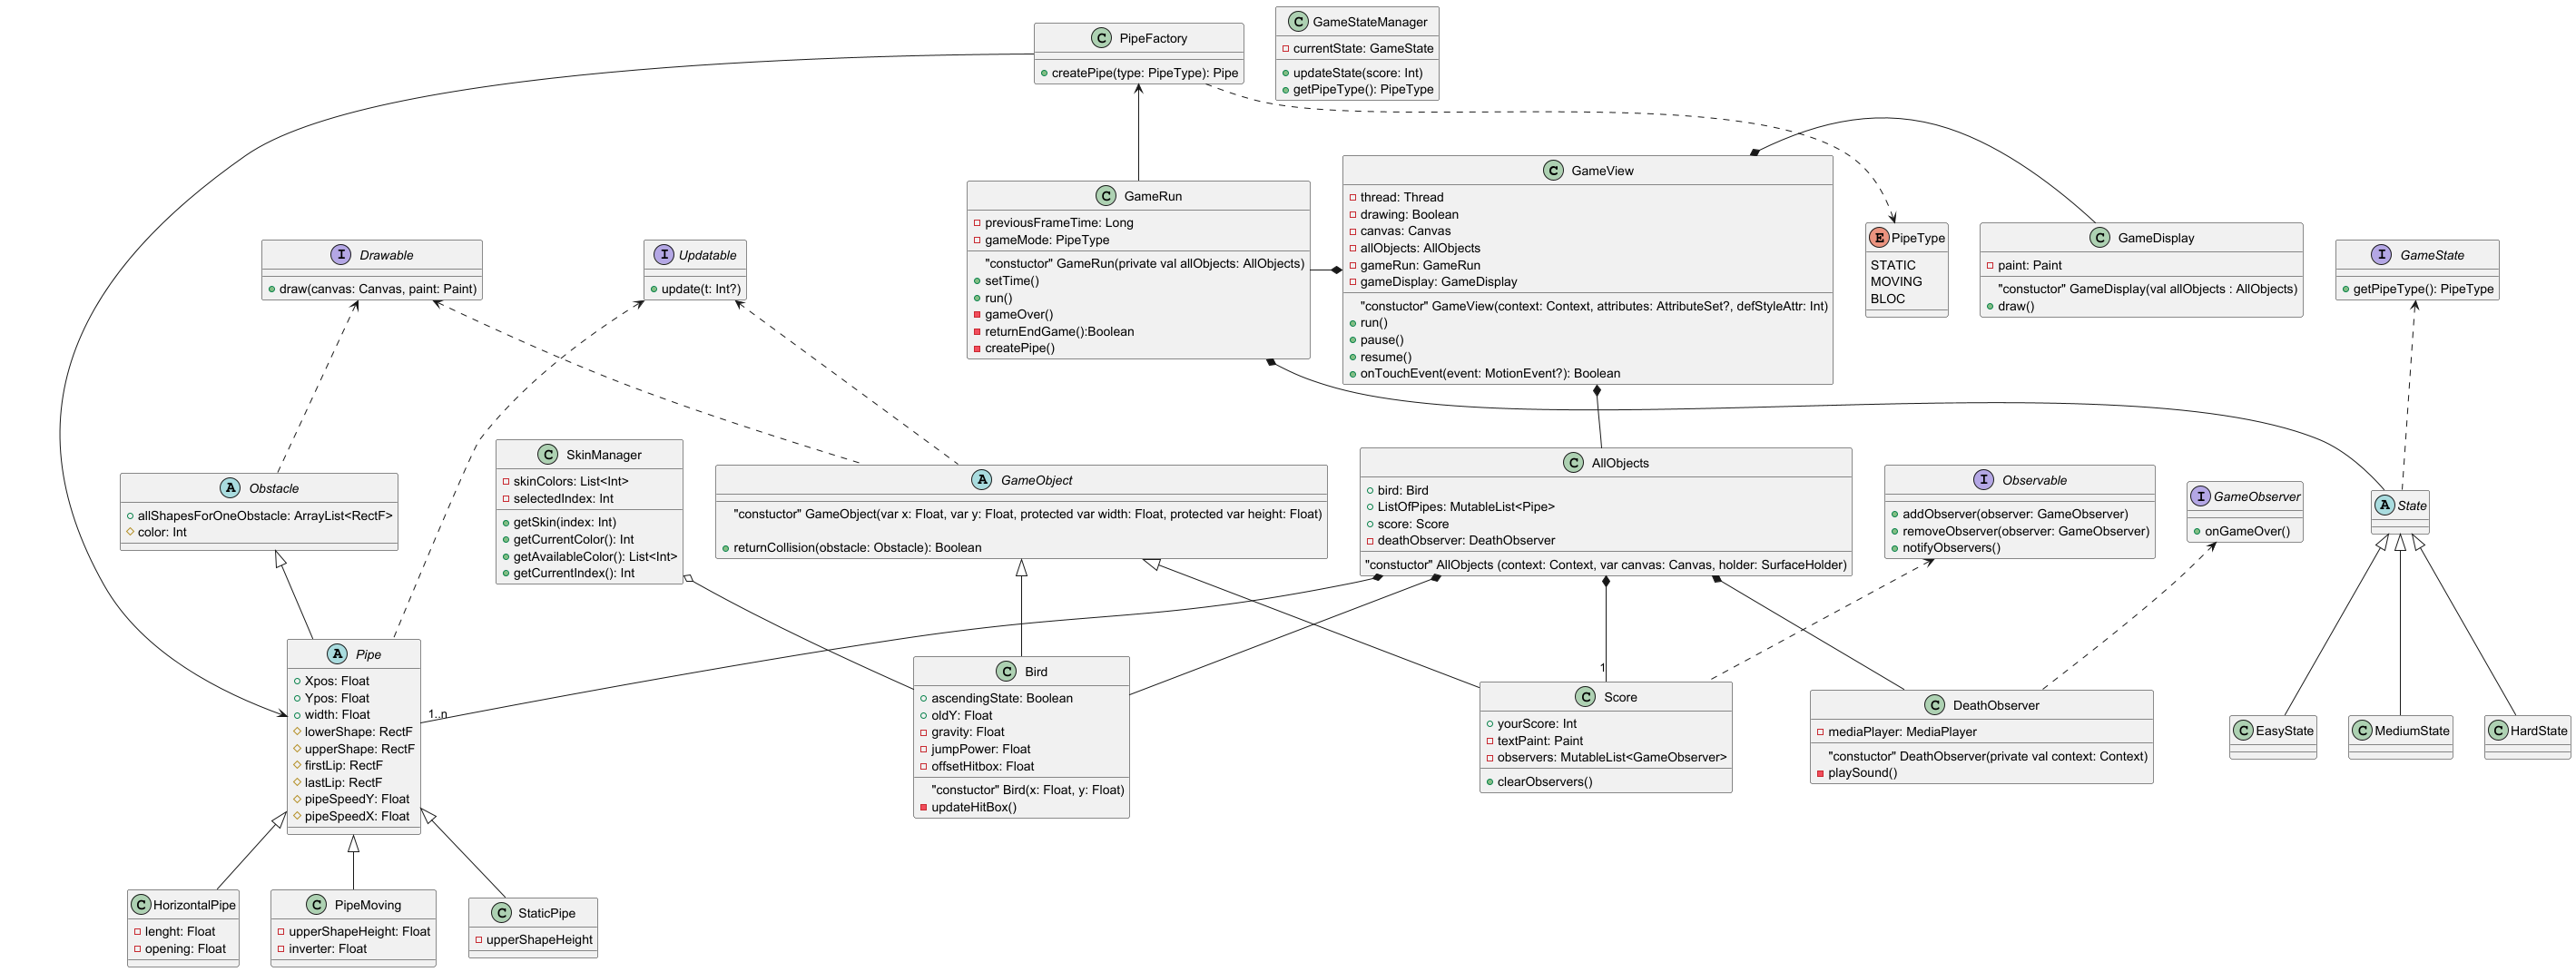 PipeFactory
createPipe(type: PipeType): Pipe
GameStateManager
currentState: GameState
updateState(score: Int)
getPipeType(): PipeType
GameRun
previousFrameTime: Long
gameMode: PipeType
"constuctor" GameRun(private val allObjects: AllObjects)
setTime()
run()
gameOver()
returnEndGame():Boolean
createPipe()
GameView
thread: Thread
drawing: Boolean
canvas: Canvas
allObjects: AllObjects
gameRun: GameRun
gameDisplay: GameDisplay
"constuctor" GameView(context: Context, attributes: AttributeSet?, defStyleAttr: Int)
run()
pause()
resume()
onTouchEvent(event: MotionEvent?): Boolean
PipeType
STATIC
MOVING
BLOC
GameDisplay
paint: Paint
"constuctor" GameDisplay(val allObjects : AllObjects)
draw()
GameState
getPipeType(): PipeType
Drawable
draw(canvas: Canvas, paint: Paint)
Updatable
update(t: Int?)
Obstacle
allShapesForOneObstacle: ArrayList<RectF>
color: Int
SkinManager
skinColors: List<Int>
selectedIndex: Int
getSkin(index: Int)
getCurrentColor(): Int
getAvailableColor(): List<Int>
getCurrentIndex(): Int
GameObject
"constuctor" GameObject(var x: Float, var y: Float, protected var width: Float, protected var height: Float)
returnCollision(obstacle: Obstacle): Boolean
AllObjects
bird: Bird
ListOfPipes: MutableList<Pipe>
score: Score
deathObserver: DeathObserver
"constuctor" AllObjects (context: Context, var canvas: Canvas, holder: SurfaceHolder)
Observable
addObserver(observer: GameObserver)
removeObserver(observer: GameObserver)
notifyObservers()
GameObserver
onGameOver()
State
Pipe
Xpos: Float
Ypos: Float
width: Float
lowerShape: RectF
upperShape: RectF
firstLip: RectF
lastLip: RectF
pipeSpeedY: Float
pipeSpeedX: Float
1..n
Bird
ascendingState: Boolean
oldY: Float
gravity: Float
jumpPower: Float
offsetHitbox: Float
"constuctor" Bird(x: Float, y: Float)
updateHitBox()
1
Score
yourScore: Int
textPaint: Paint
observers: MutableList<GameObserver>
clearObservers()
DeathObserver
mediaPlayer: MediaPlayer
"constuctor" DeathObserver(private val context: Context)
playSound()
EasyState
MediumState
HardState
HorizontalPipe
lenght: Float
opening: Float
PipeMoving
upperShapeHeight: Float
inverter: Float
StaticPipe
upperShapeHeight